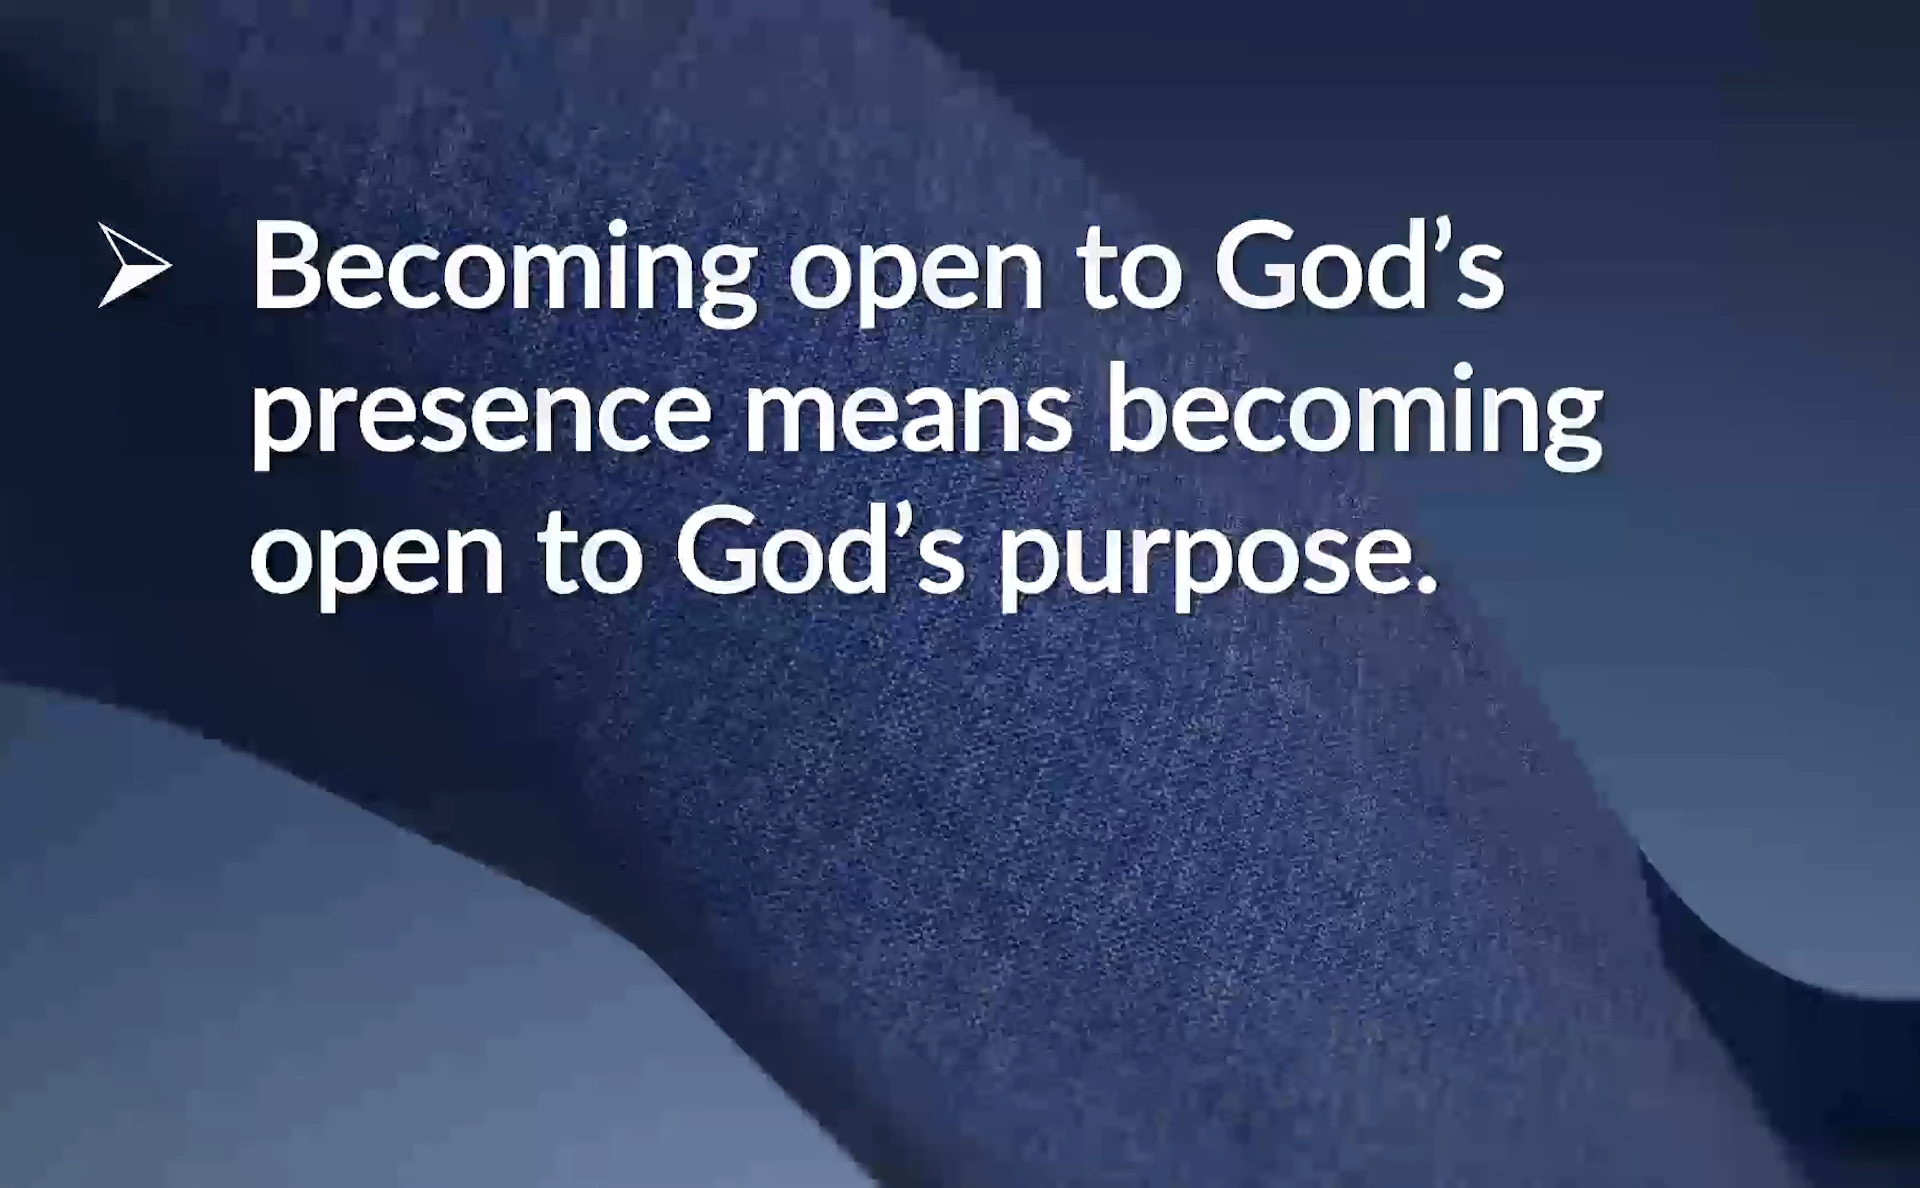 ➢ Becoming open to God’s
presence means becoming
open to God’s purpose.